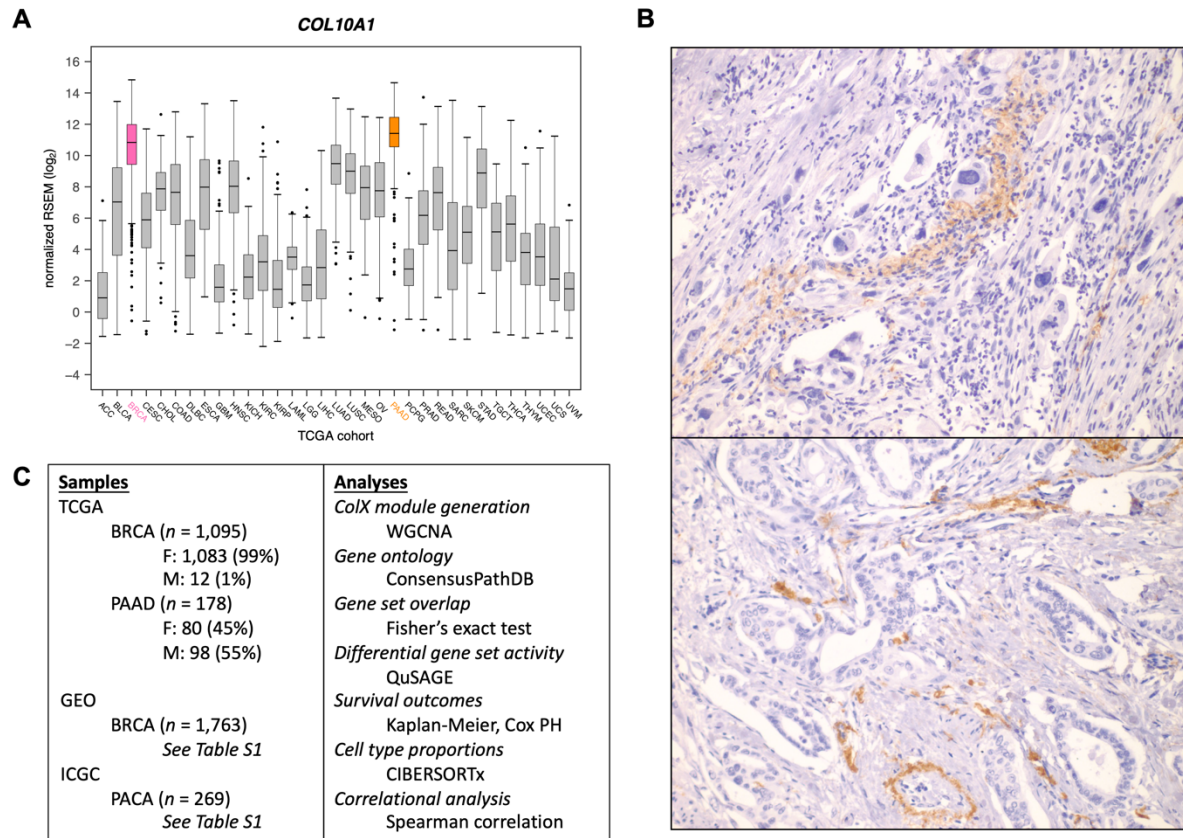 A
COL10A1
normalized RSEM (log2)
16
14
12
10
8
6
4
2
0
−2
−4
ACC
BLCA
BRCA
CESC
CHOL
COAD
DLBC
ESCA
GBM
HNSC
KICH
KIRC
KIRP
LAML
LGG
LIHC
LUAD
LUSC
MESO
OV
PAAD
PCPG
PRAD
READ
SARC
SKCM
STAD
TGCT
THCA
THYM
UCEC
UCS
UVM
TCGA cohort
B
C
Samples
TCGA
BRCA (n = 1,095)
F: 1,083 (99%)
M: 12 (1%)
PAAD (n = 178)
F: 80 (45%)
M: 98 (55%)
GEO
BRCA (n = 1,763)
See Table S1
ICGC
PACA (n = 269)
See Table S1
Analyses
ColX module generation
WGCNA
Gene ontology
ConsensusPathDB
Gene set overlap
Fisher’s exact test
Differential gene set activity
QuSAGE
Survival outcomes
Kaplan-Meier, Cox PH
Cell type proportions
CIBERSORTx
Correlational analysis
Spearman correlation